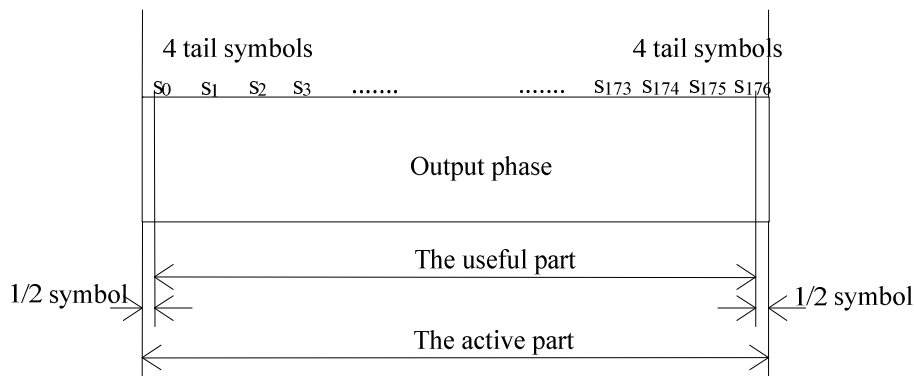 4 tail symbols 4 tail symbols
s0 s1 s2 s3 ....... ....... s173 s174 s175 s176
Output phase
The useful part
1/2 symbol 1/2 symbol
The active part